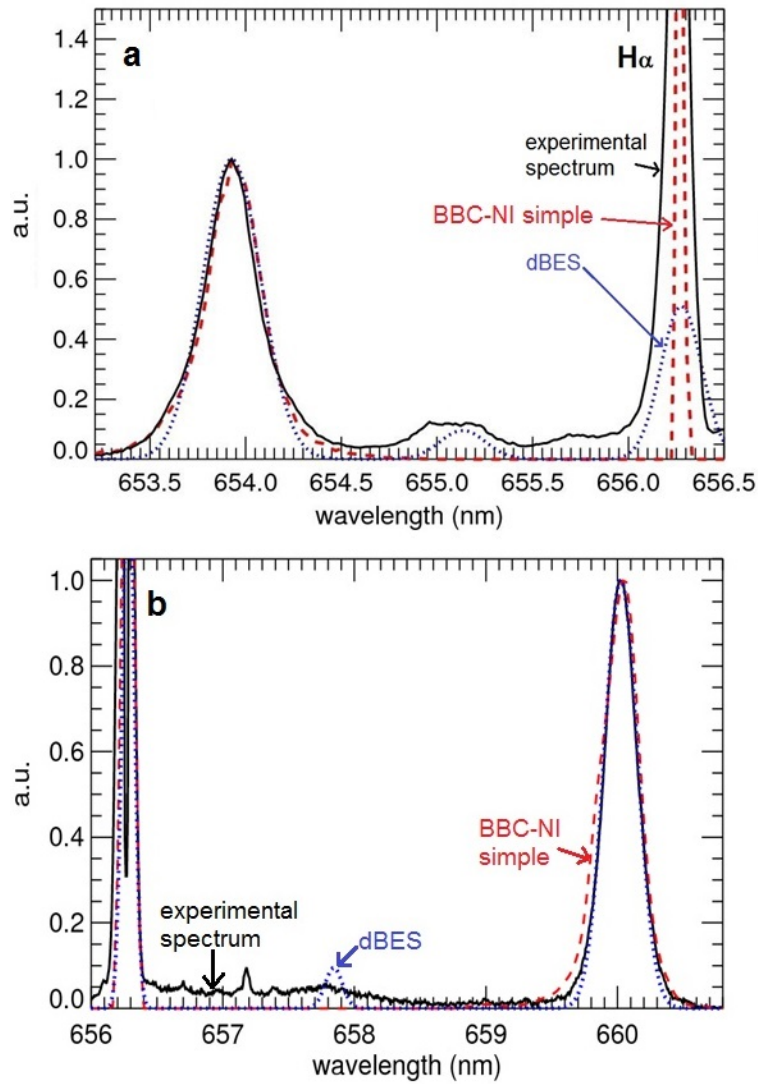 a
Hα
1.4
1.2
1.0
0.8
0.6
0.4
0.2
0.0
a.u.
experimental
spectrum
BBC-NI simple
dBES
653.5 654.0 654.5 655.0 655.5 656.0 656.5
wavelength (nm)
b
1.0
0.8
0.6
0.4
0.2
0.0
a.u.
BBC-NI
simple
experimental
spectrum
dBES
656 657 658 659 660
wavelength (nm)